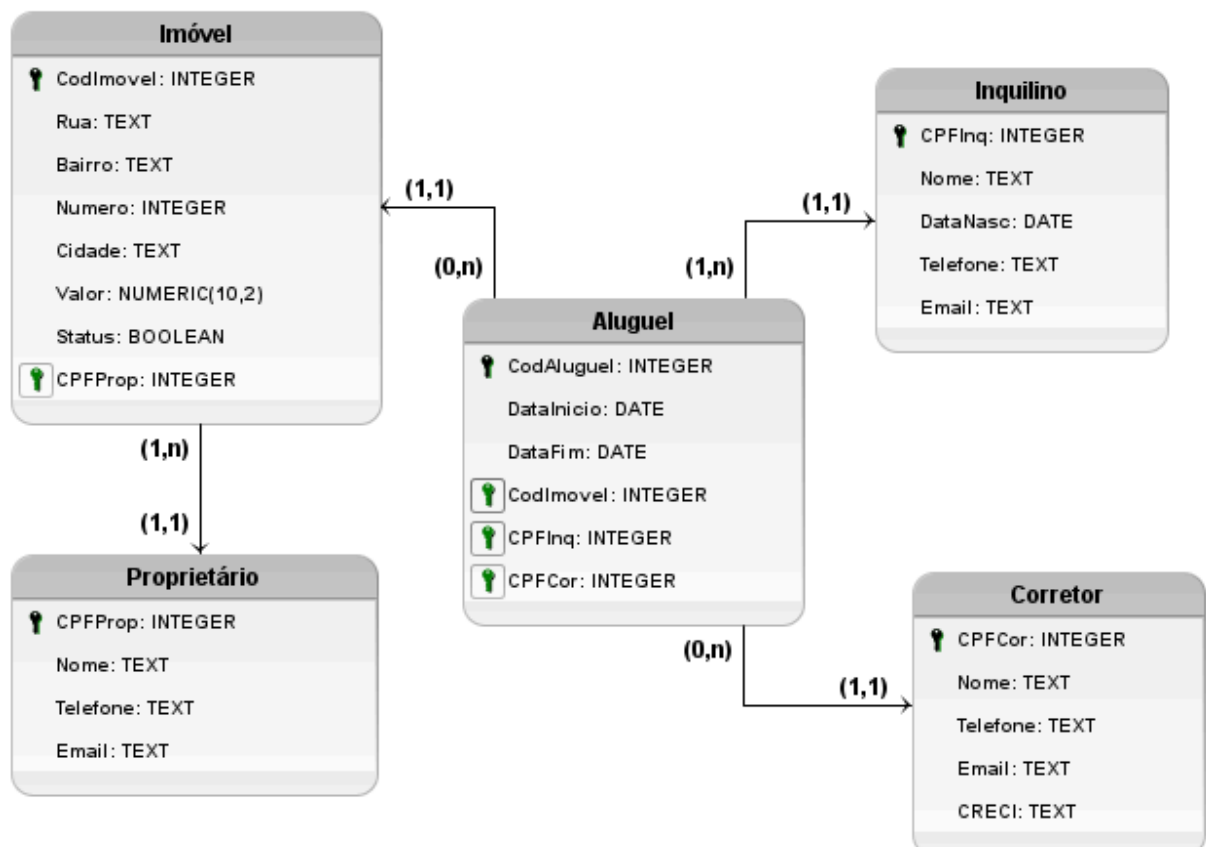 Imóvel
CodImovel: INTEGER
Rua: TEXT
Bairro: TEXT
Numero: INTEGER
Cidade: TEXT
Valor: NUMERIC(10,2)
Status: BOOLEAN
CPFProp: INTEGER
(1,1)
(0,n)
(1,n)
(1,1)
Proprietário
CPFProp: INTEGER
Nome: TEXT
Telefone: TEXT
Email: TEXT
Aluguel
CodAluguel: INTEGER
DataInicio: DATE
DataFim: DATE
CodImovel: INTEGER
CPFInq: INTEGER
CPFCor: INTEGER
(1,1)
(1,n)
Inquilino
CPFInq: INTEGER
Nome: TEXT
DataNasc: DATE
Telefone: TEXT
Email: TEXT
(0,n)
(1,1)
Corretor
CPFCor: INTEGER
Nome: TEXT
Telefone: TEXT
Email: TEXT
CRECI: TEXT